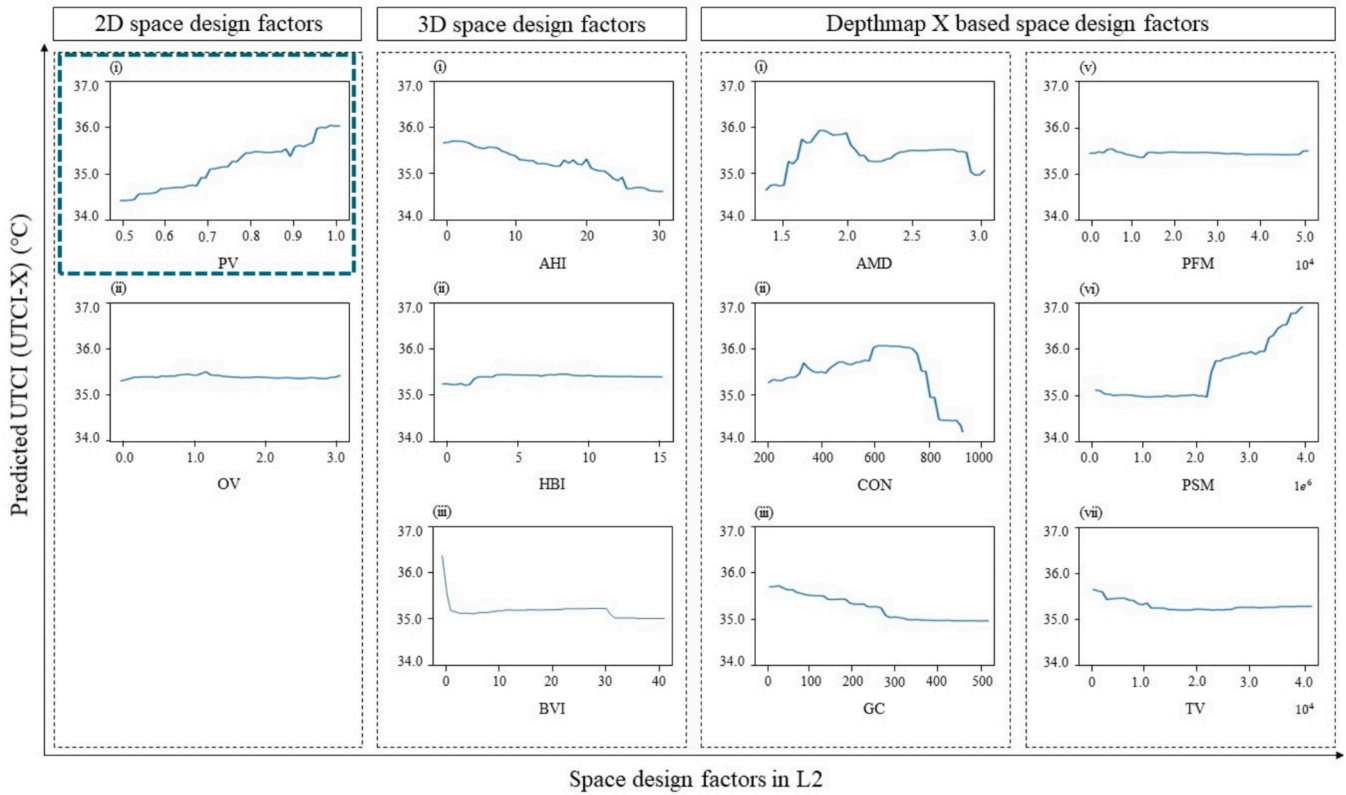 2D space design factors
3D space design factors
Depthmap X based space design factors
Predicted UTCI (UTCI-X) (°C)
(i)
37.0
36.0
35.0
34.0
0.5 0.6 0.7 0.8 0.9 1.0
PV
(ii)
37.0
36.0
35.0
34.0
0.0 1.0 2.0 3.0
OV
(i)
37.0
36.0
35.0
34.0
0 10 20 30
AHI
(ii)
37.0
36.0
35.0
34.0
0 5 10 15
HBI
(iii)
37.0
36.0
35.0
34.0
0 10 20 30 40
BVI
(i)
37.0
36.0
35.0
34.0
1.5 2.0 2.5 3.0
AMD
(ii)
37.0
36.0
35.0
34.0
200 400 600 800 1000
CON
(iii)
37.0
36.0
35.0
34.0
0 100 200 300 400 500
GC
(v)
37.0
36.0
35.0
34.0
0.0 1.0 2.0 3.0 4.0 5.0
PFM 10⁴
(vi)
37.0
36.0
35.0
34.0
0.0 1.0 2.0 3.0 4.0
PSM 1e⁶
(vii)
37.0
36.0
35.0
34.0
0 1.0 2.0 3.0 4.0
TV 10⁴
Space design factors in L2